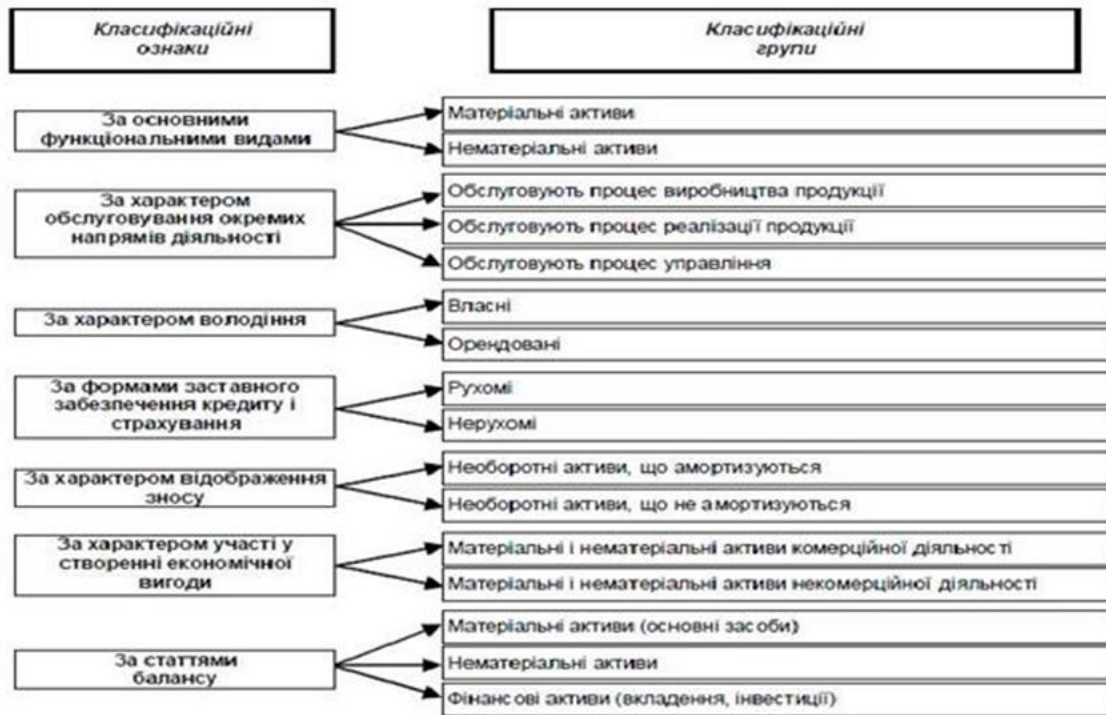 Класифікаційні
ознаки
Класифікаційні
групи
За основними
функціональними видами
Матеріальні активи
Нематеріальні активи
За характером
обслуговування окремих
напрямів діяльності
Обслуговують процес виробництва продукції
Обслуговують процес реалізації продукції
Обслуговують процес управління
За характером володіння
Власні
Орендовані
За формами заставного
забезпечення кредиту і
страхування
Рухомі
Нерухомі
За характером відображення
зносу
Необоротні активи, що амортизуються
Необоротні активи, що не амортизуються
За характером участі у
створенні економічної
вигоди
Матеріальні і нематеріальні активи комерційної діяльності
Матеріальні і нематеріальні активи некомерційної діяльності
За статтями
балансу
Матеріальні активи (основні засоби)
Нематеріальні активи
Фінансові активи (вкладення, інвестиції)